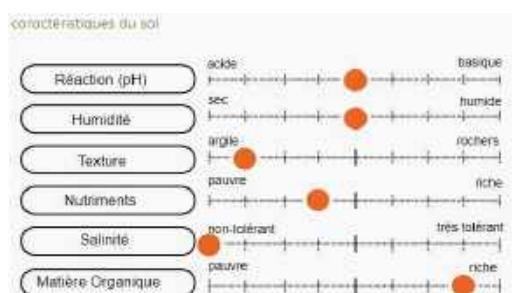 caractéristiques du sol
acide basique
Réaction (pH)
sec humide
Humidité
argile rochers
Texture
pauvre riche
Nutriments
non-tolérant très tolérant
Salinité
pauvre riche
Matière Organique